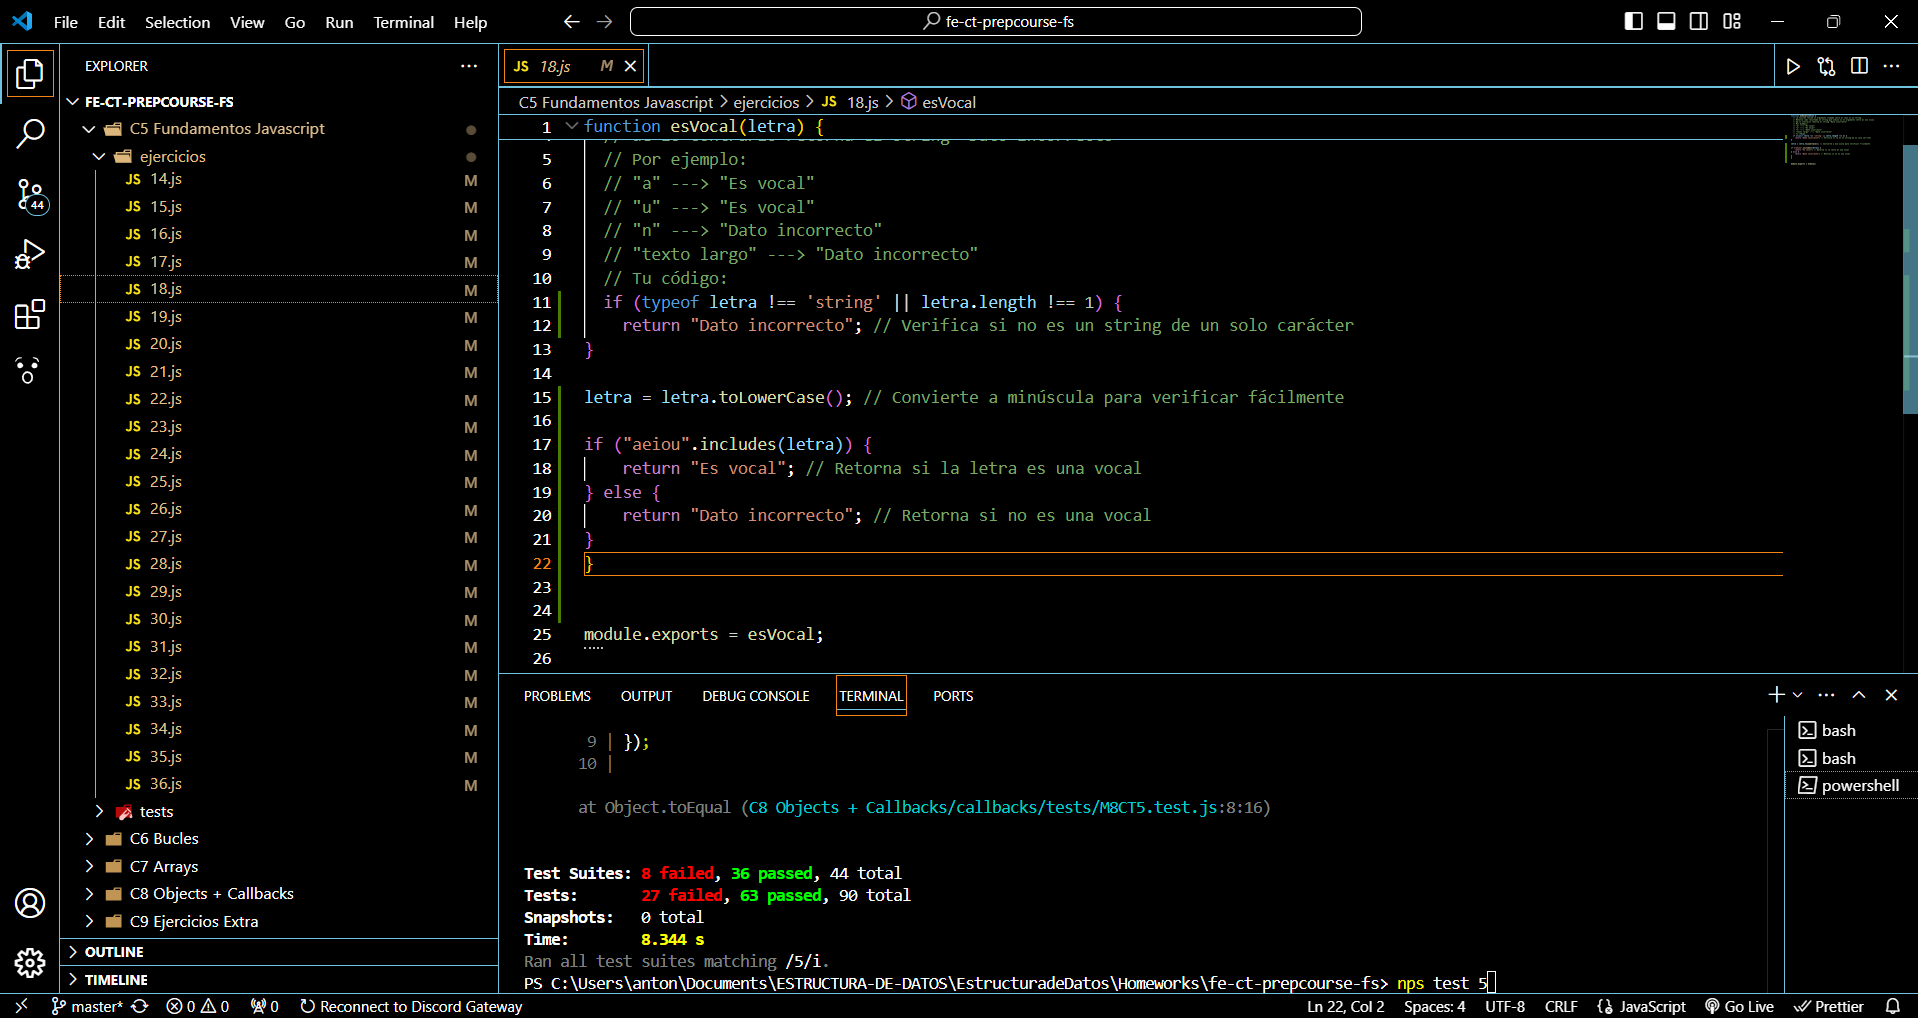 File Edit Selection View Go Run Terminal Help
fe-ct-prepcourse-fs
EXPLORER
FE-CT-PREPCOURSE-FS
C5 Fundamentos Javascript
ejercicios
JS 14.js M
JS 15.js M
JS 16.js M
JS 17.js M
JS 18.js M
JS 19.js M
JS 20.js M
JS 21.js M
JS 22.js M
JS 23.js M
JS 24.js M
JS 25.js M
JS 26.js M
JS 27.js M
JS 28.js M
JS 29.js M
JS 30.js M
JS 31.js M
JS 32.js M
JS 33.js M
JS 34.js M
JS 35.js M
JS 36.js M
tests
C6 Bucles
C7 Arrays
C8 Objects + Callbacks
C9 Ejercicios Extra
OUTLINE
TIMELINE
44
JS 18.js M
C5 Fundamentos Javascript > ejercicios > JS 18.js > esVocal
1 function esVocal(letra) {
5 // Por ejemplo:
6 // "a" ---> "Es vocal"
7 // "u" ---> "Es vocal"
8 // "n" ---> "Dato incorrecto"
9 // "texto largo" ---> "Dato incorrecto"
10 // Tu código:
11 if (typeof letra !== 'string' || letra.length !== 1) {
12 return "Dato incorrecto"; // Verifica si no es un string de un solo carácter
13 }
14
15 letra = letra.toLowerCase(); // Convierte a minúscula para verificar fácilmente
16
17 if ("aeiou".includes(letra)) {
18 return "Es vocal"; // Retorna si la letra es una vocal
19 } else {
20 return "Dato incorrecto"; // Retorna si no es una vocal
21 }
22 }
23
24
25 module.exports = esVocal;
26
PROBLEMS OUTPUT DEBUG CONSOLE TERMINAL PORTS
9 | });
10 |
at Object.toEqual (C8 Objects + Callbacks/callbacks/tests/M8CT5.test.js:8:16)
Test Suites: 8 failed, 36 passed, 44 total
Tests: 27 failed, 63 passed, 90 total
Snapshots: 0 total
Time: 8.344 s
Ran all test suites matching /5/i.
PS C:\Users\anton\Documents\ESTRUCTURA-DE-DATOS\EstructuradeDatos\Homeworks\fe-ct-prepcourse-fs> nps test 5
bash
bash
powershell
master* 0 0 0 Reconnect to Discord Gateway Ln 22, Col 2 Spaces: 4 UTF-8 CRLF {} JavaScript Go Live Prettier